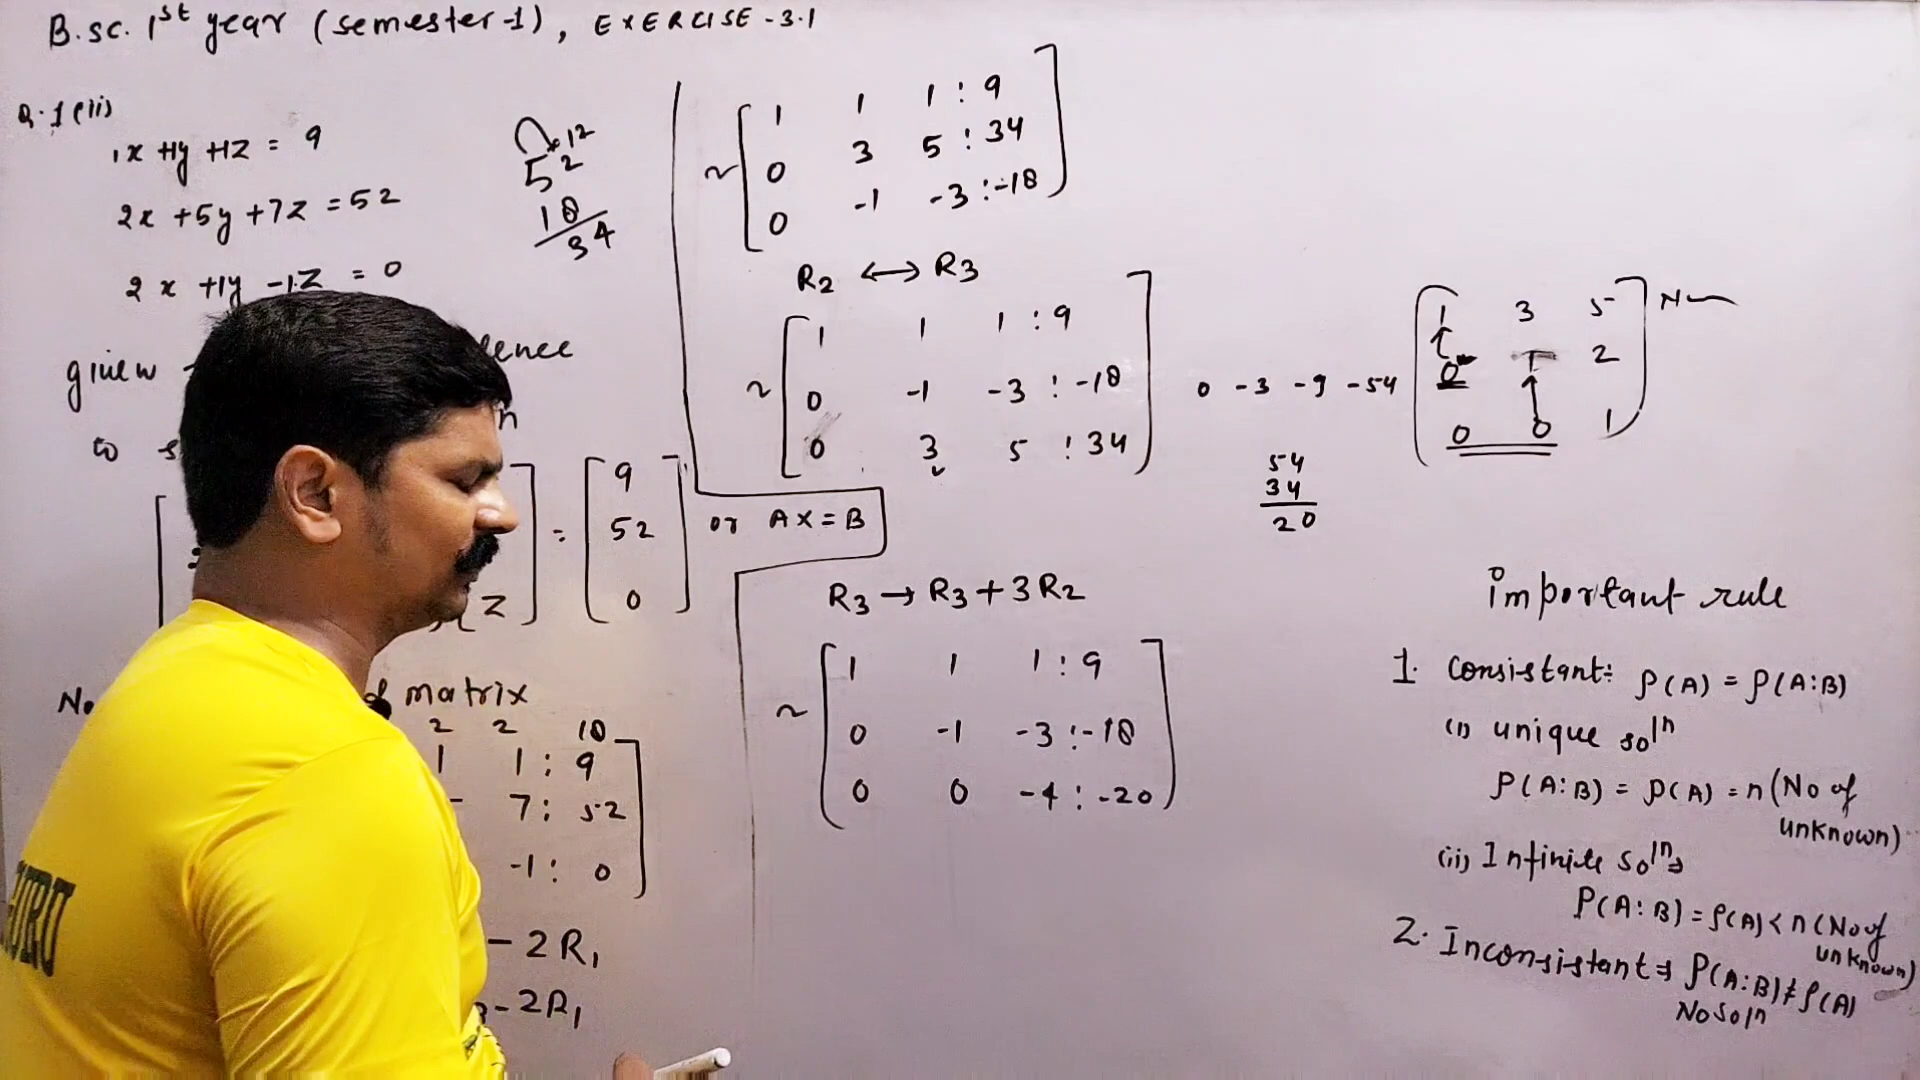 B.sc. 1st year (semester-1), EXERCISE-3.1
Q.1(ii)
1x +1y +1z = 9
2x +5y +7z = 52
2x +1y -1z = 0
12
52
18
34
given
to
z
=
9
52
0
or AX = B
of matrix
2 2 18
1 1 : 9
7 : 52
-1 : 0
- 2R1
- 2R1
~ 1 1 1 : 9
0 3 5 : 34
0 -1 -3 : -18
R2 ↔ R3
~ 1 1 1 : 9
0 -1 -3 : -18
0 3 5 : 34
R3 → R3 + 3R2
~ 1 1 1 : 9
0 -1 -3 : -18
0 0 -4 : -20
0 -3 -9 -54
54
34
20
1 3 5
0 1 2
0 0 1
important rule
1. Consistant: ρ(A) = ρ(A:B)
(i) unique soln
ρ(A:B) = ρ(A) = n (No of
unknown)
(ii) Infinite solns
ρ(A:B) = ρ(A) < n (No of
unknown)
2. Inconsistant ⇒ ρ(A:B) ≠ ρ(A)
No soln
URU